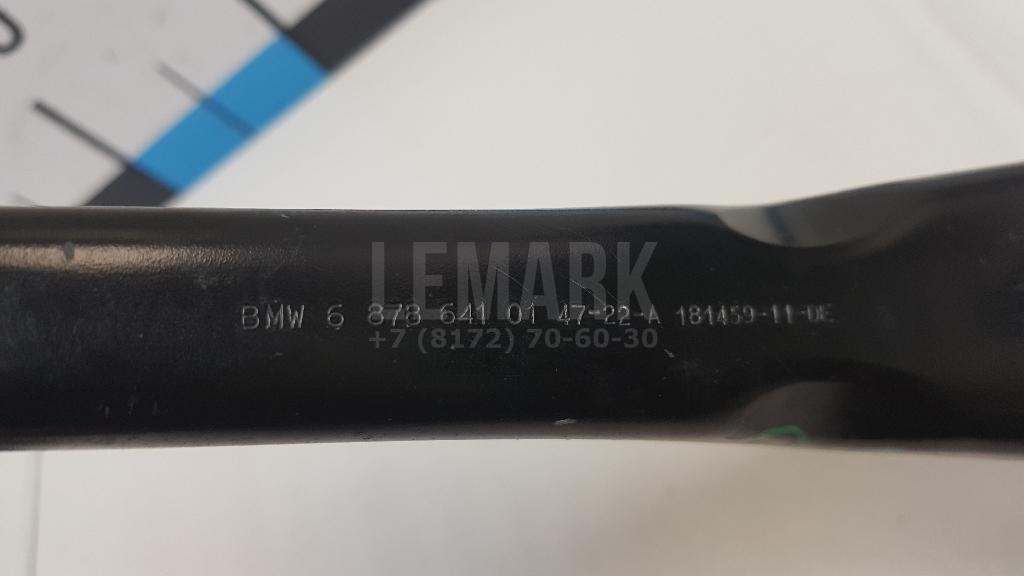 LEMARK
BMW 6 878 641 01 47-22-A 181459-11-DE
+7 (8172) 70-60-30